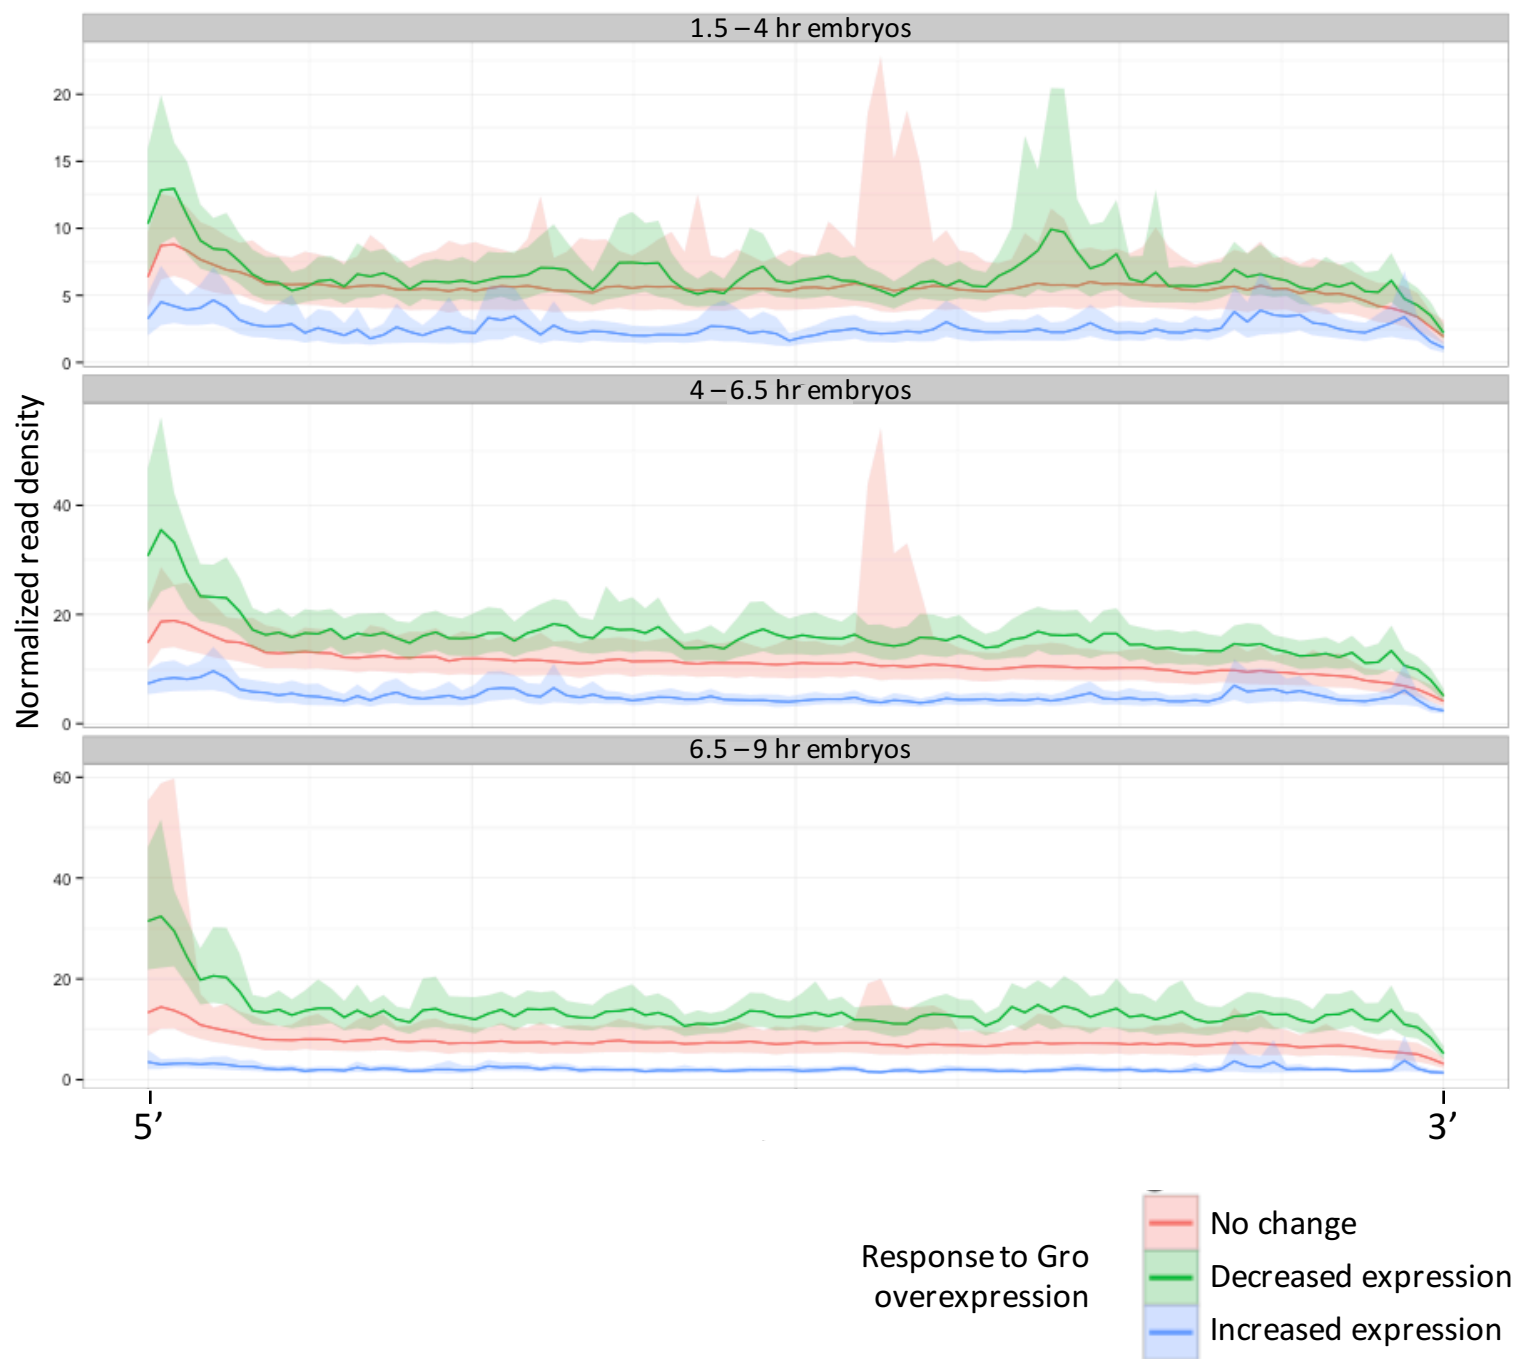 1.5 – 4 hr embryos
20
15
10
5
0
4 – 6.5 hr embryos
40
20
0
Normalized read density
6.5 – 9 hr embryos
60
40
20
0
5’
3’
Response to Gro
overexpression
No change
Decreased expression
Increased expression